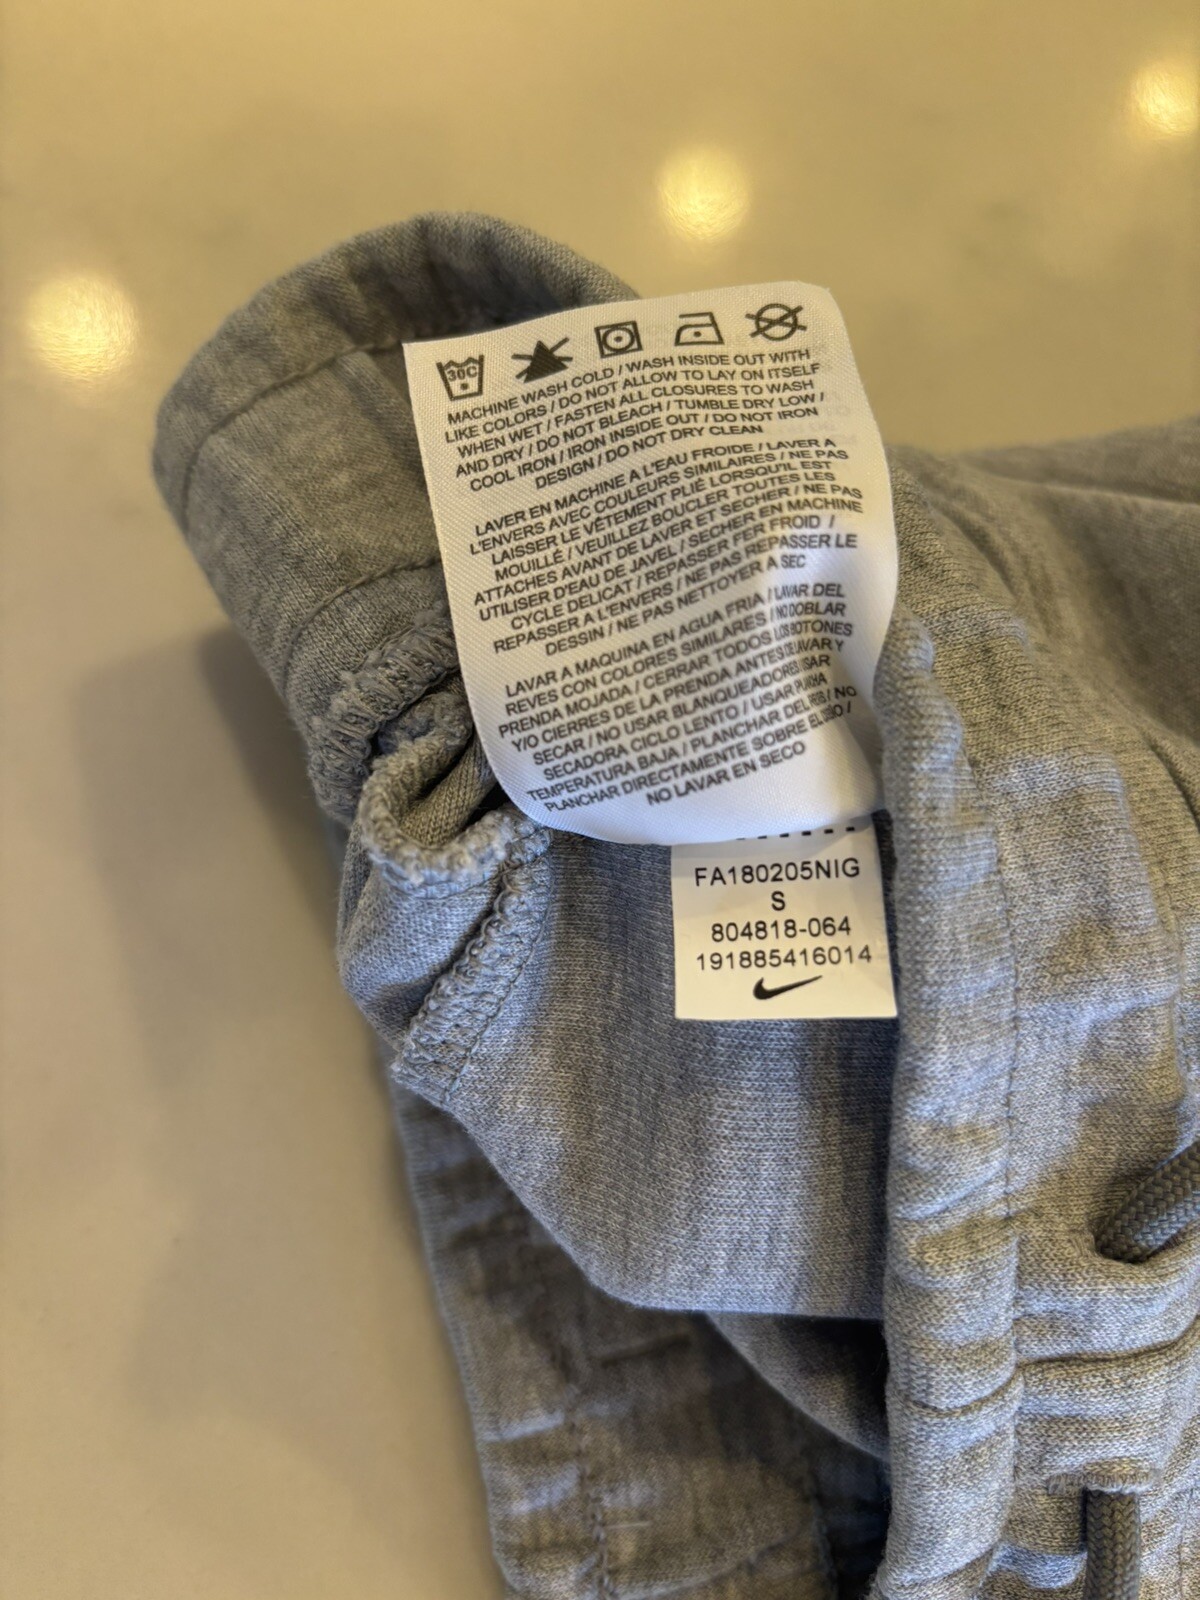 30C
MACHINE WASH COLD / WASH INSIDE OUT WITH
LIKE COLORS / DO NOT ALLOW TO LAY ON ITSELF
WHEN WET / FASTEN ALL CLOSURES TO WASH
AND DRY / DO NOT BLEACH / TUMBLE DRY LOW /
COOL IRON / IRON INSIDE OUT / DO NOT IRON
DESIGN / DO NOT DRY CLEAN
LAVER EN MACHINE A L'EAU FROIDE / LAVER A
L'ENVERS AVEC COULEURS SIMILAIRES / NE PAS
LAISSER LE VÊTEMENT PLIÉ LORSQU'IL EST
MOUILLÉ / VEUILLEZ BOUCLER TOUTES LES
ATTACHES AVANT DE LAVER ET SECHER / NE PAS
UTILISER D'EAU DE JAVEL / SECHER EN MACHINE
CYCLE DELICAT / REPASSER FER FROID /
REPASSER A L'ENVERS / NE PAS REPASSER LE
DESSIN / NE PAS NETTOYER A SEC
LAVAR A MAQUINA EN AGUA FRIA / LAVAR DEL
REVES CON COLORES SIMILARES / NO DOBLAR
PRENDA MOJADA / CERRAR TODOS LOS BOTONES
Y/O CIERRES DE LA PRENDA ANTES DE LAVAR Y
SECAR / NO USAR BLANQUEADORES / USAR
SECADORA CICLO LENTO / USAR PLANCHA
TEMPERATURA BAJA / PLANCHAR DEL REVES / NO
PLANCHAR DIRECTAMENTE SOBRE EL DISEÑO /
NO LAVAR EN SECO
FA180205NIG
S
804818-064
191885416014